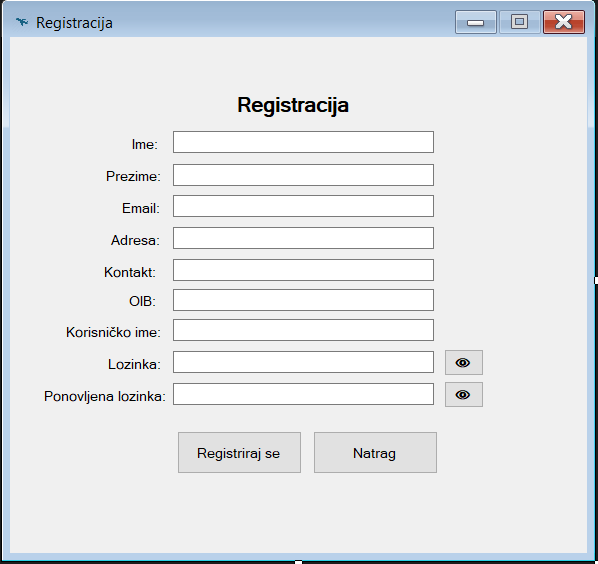 Registracija
Registracija
Ime:
Prezime:
Email:
Adresa:
Kontakt:
OIB:
Korisničko ime:
Lozinka:
Ponovljena lozinka:
Registriraj se
Natrag